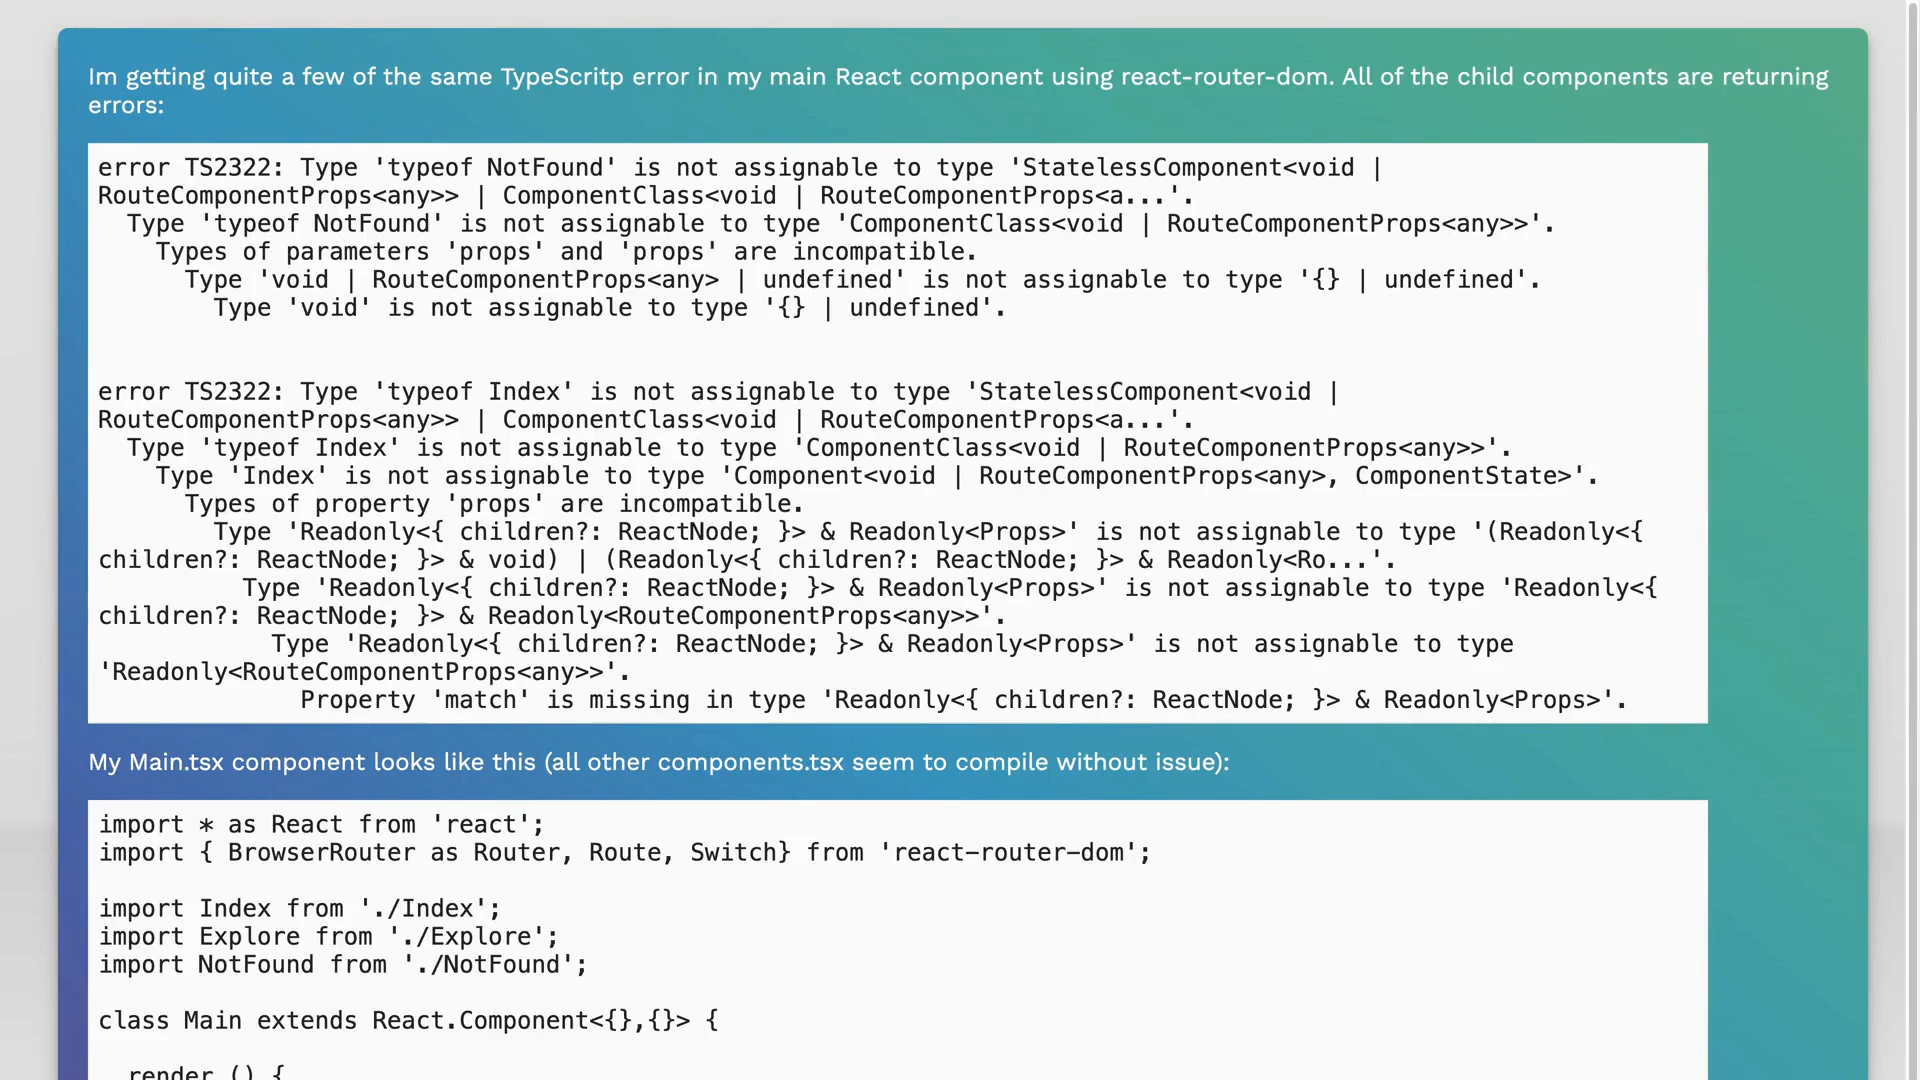 Im getting quite a few of the same TypeScritp error in my main React component using react-router-dom. All of the child components are returning
errors:
error TS2322: Type 'typeof NotFound' is not assignable to type 'StatelessComponent<void |
RouteComponentProps<any>> | ComponentClass<void | RouteComponentProps<a...'.
  Type 'typeof NotFound' is not assignable to type 'ComponentClass<void | RouteComponentProps<any>>'.
    Types of parameters 'props' and 'props' are incompatible.
      Type 'void | RouteComponentProps<any> | undefined' is not assignable to type '{} | undefined'.
        Type 'void' is not assignable to type '{} | undefined'.
error TS2322: Type 'typeof Index' is not assignable to type 'StatelessComponent<void |
RouteComponentProps<any>> | ComponentClass<void | RouteComponentProps<a...'.
  Type 'typeof Index' is not assignable to type 'ComponentClass<void | RouteComponentProps<any>>'.
    Type 'Index' is not assignable to type 'Component<void | RouteComponentProps<any>, ComponentState>'.
      Types of property 'props' are incompatible.
        Type 'Readonly<{ children?: ReactNode; }> & Readonly<Props>' is not assignable to type '(Readonly<{
children?: ReactNode; }> & void) | (Readonly<{ children?: ReactNode; }> & Readonly<Ro...'.
          Type 'Readonly<{ children?: ReactNode; }> & Readonly<Props>' is not assignable to type 'Readonly<{
children?: ReactNode; }> & Readonly<RouteComponentProps<any>>'.
            Type 'Readonly<{ children?: ReactNode; }> & Readonly<Props>' is not assignable to type
'Readonly<RouteComponentProps<any>>'.
              Property 'match' is missing in type 'Readonly<{ children?: ReactNode; }> & Readonly<Props>'.
My Main.tsx component looks like this (all other components.tsx seem to compile without issue):
import * as React from 'react';
import { BrowserRouter as Router, Route, Switch} from 'react-router-dom';
import Index from './Index';
import Explore from './Explore';
import NotFound from './NotFound';
class Main extends React.Component<{},{}> {
  render () {